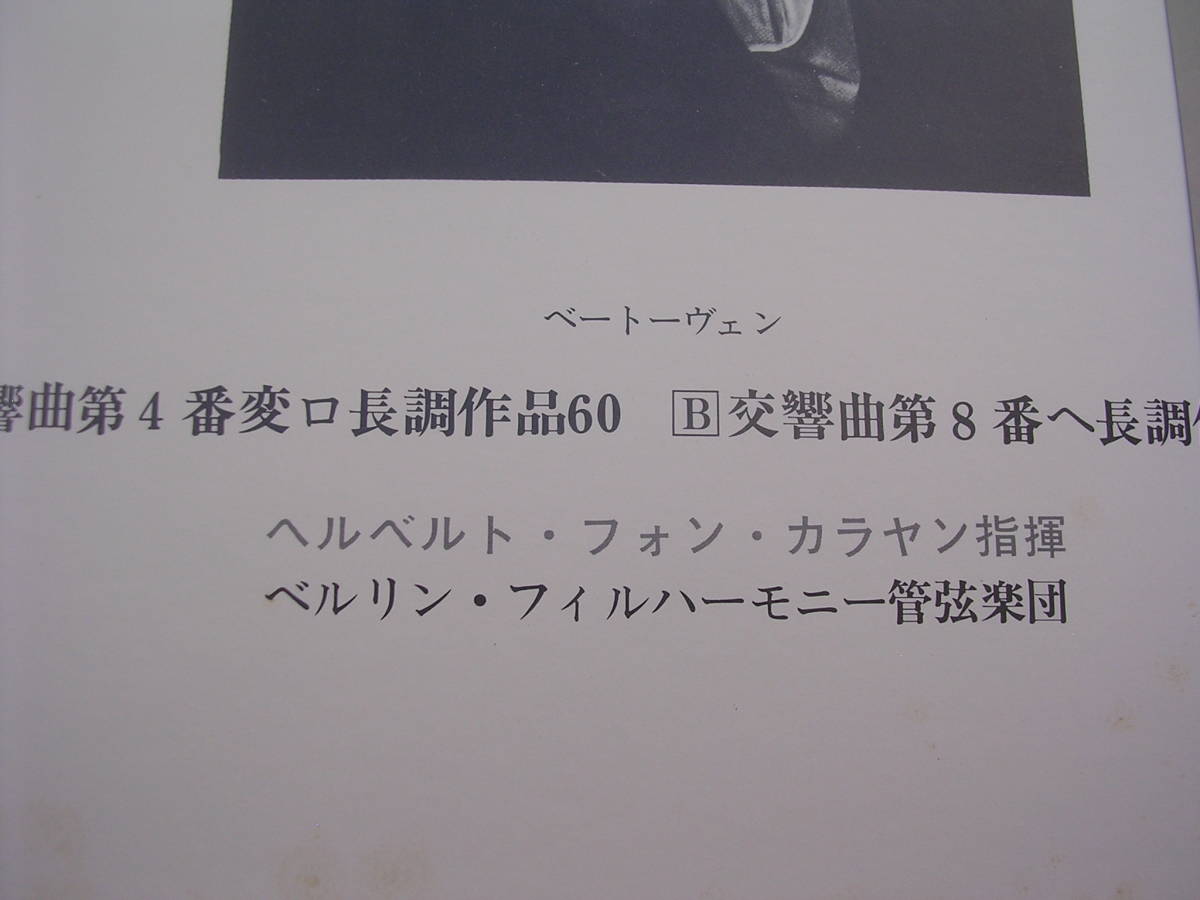 ベートーヴェン
響曲第4番変ロ長調作品60 B交響曲第8番ヘ長調作
ヘルベルト・フォン・カラヤン指揮
ベルリン・フィルハーモニー管弦楽団